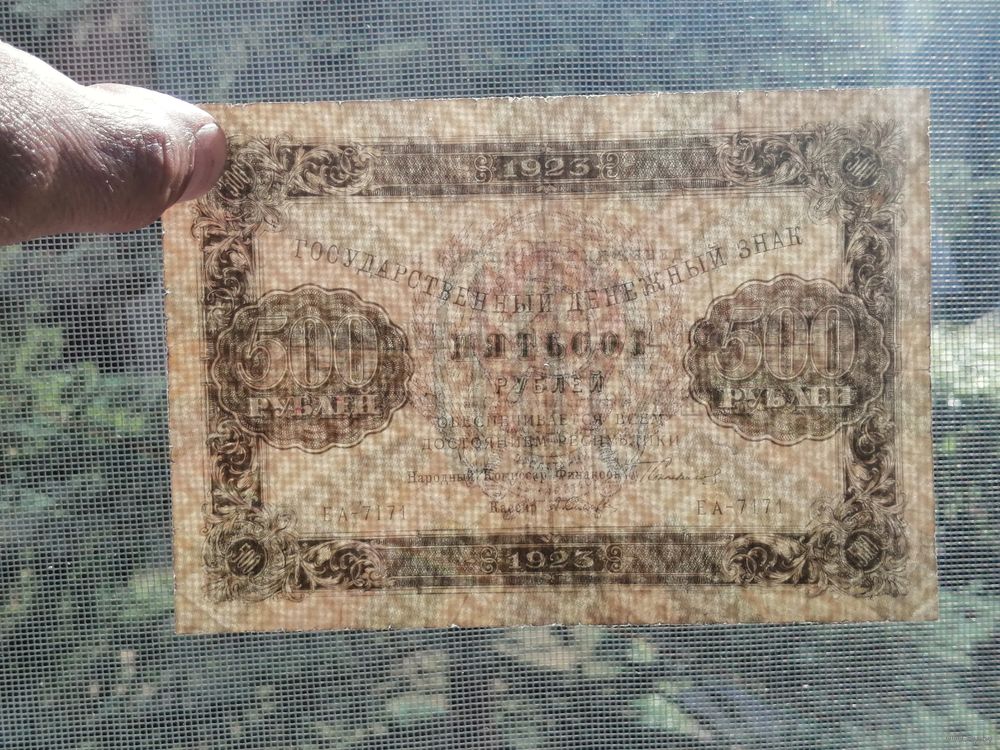 1923
ГОСУДАРСТВЕННЫЙ ДЕНЕЖНЫЙ ЗНАК
500
РУБЛЕЙ
ПЯТЬСОТ
РУБЛЕЙ
500
РУБЛЕЙ
ОБЕСПЕЧИВАЕТСЯ ВСЕМ
ДОСТОЯНИЕМ РЕСПУБЛИКИ
Народный Комиссар Финансов
Кассир
ЕА-7171
ЕА-7171
1923